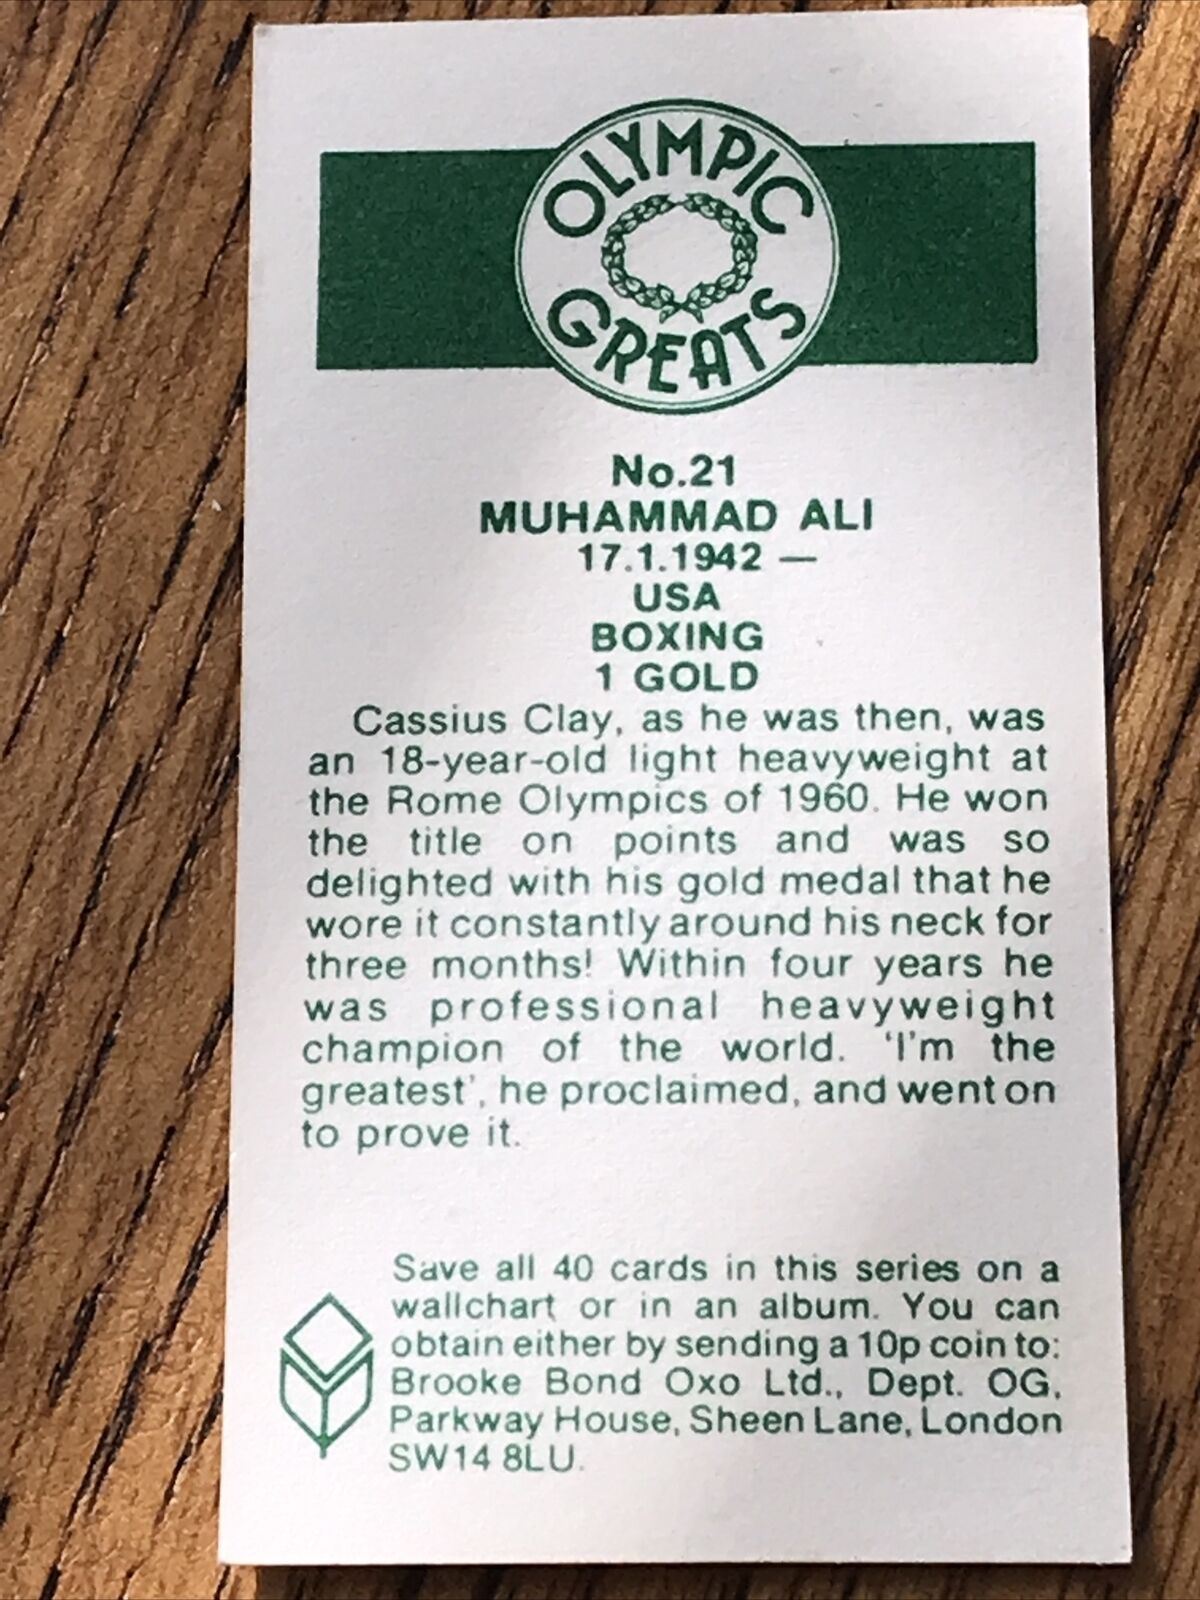 OLYMPIC
GREATS
No.21
MUHAMMAD ALI
17.1.1942 —
USA
BOXING
1 GOLD
Cassius Clay, as he was then, was
an 18-year-old light heavyweight at
the Rome Olympics of 1960. He won
the title on points and was so
delighted with his gold medal that he
wore it constantly around his neck for
three months! Within four years he
was professional heavyweight
champion of the world. 'I'm the
greatest', he proclaimed, and went on
to prove it.
Save all 40 cards in this series on a
wallchart or in an album. You can
obtain either by sending a 10p coin to:
Brooke Bond Oxo Ltd., Dept. OG,
Parkway House, Sheen Lane, London
SW14 8LU.